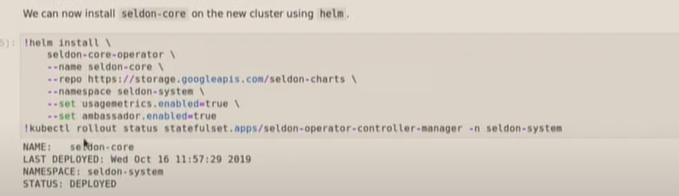 We can now install seldon-core on the new cluster using helm.
!helm install \
seldon-core-operator \
--name seldon-core \
--repo https://storage.googleapis.com/seldon-charts \
--namespace seldon-system \
--set usagemetrics.enabled=true \
--set ambassador.enabled=true
!kubectl rollout status statefulset.apps/seldon-operator-controller-manager -n seldon-system
NAME: seldon-core
LAST DEPLOYED: Wed Oct 16 11:57:29 2019
NAMESPACE: seldon-system
STATUS: DEPLOYED